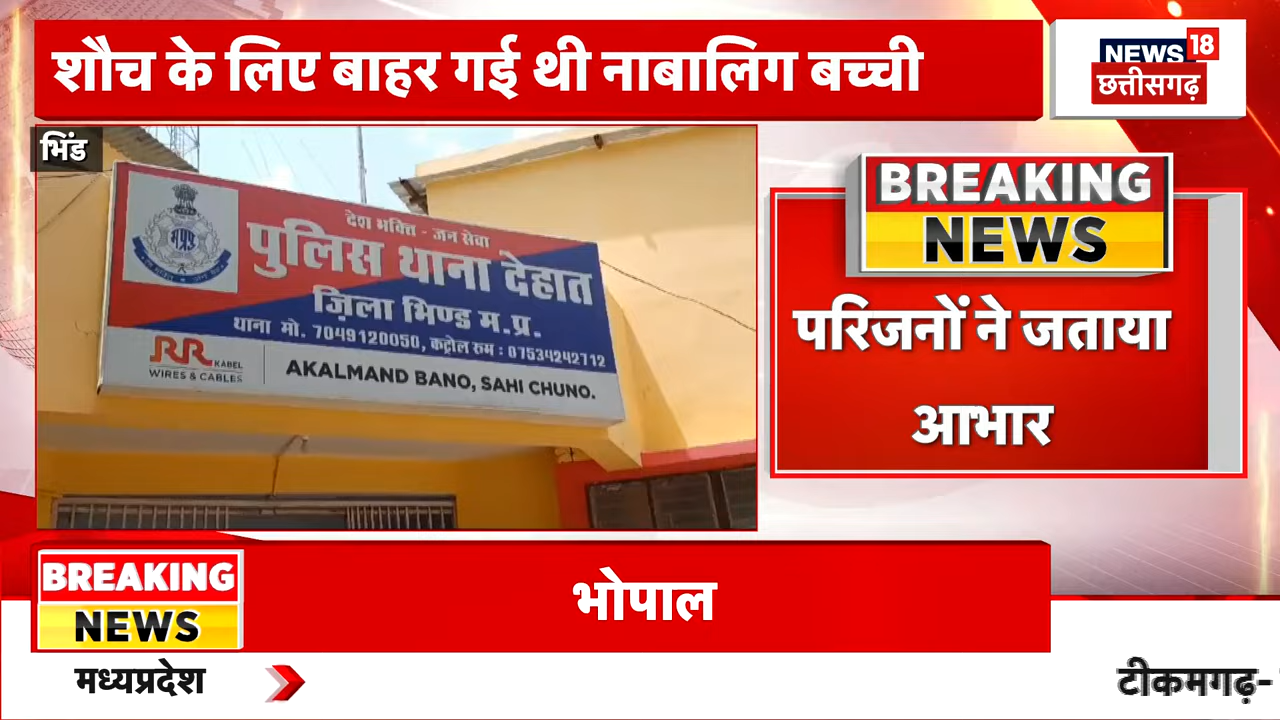 शौच के लिए बाहर गई थी नाबालिग बच्ची
NEWS 18
छत्तीसगढ़
भिंड
देश भक्ति - जन सेवा
पुलिस थाना देहात
ज़िला भिण्ड म.प्र.
थाना मो. 7049120050, कंट्रोल रुम : 07534242712
RR KABEL
WIRES & CABLES
AKALMAND BANO, SAHI CHUNO.
BREAKING
NEWS
परिजनों ने जताया
आभार
BREAKING
NEWS
भोपाल
मध्यप्रदेश
टीकमगढ़-